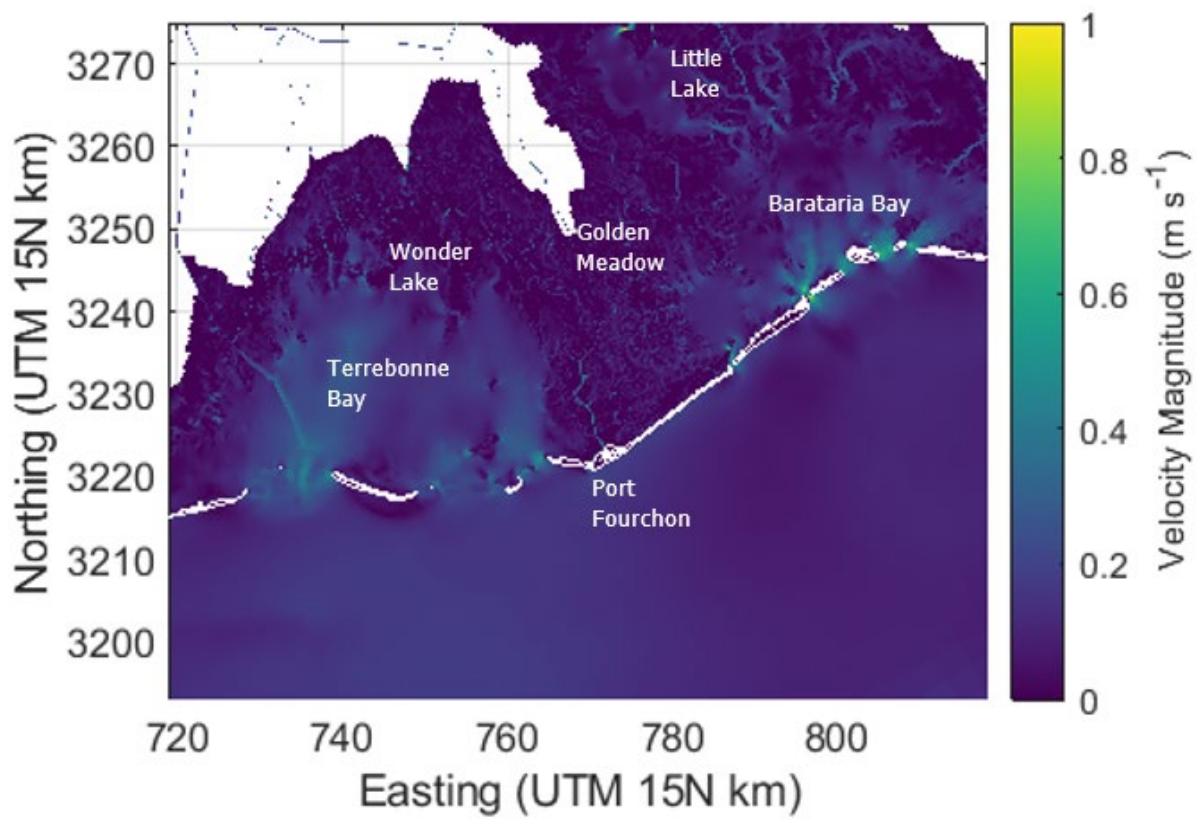 3270
3260
3250
3240
3230
3220
3210
3200
Northing (UTM 15N km)
720
740
760
780
800
Easting (UTM 15N km)
Little
Lake
Barataria Bay
Golden
Meadow
Wonder
Lake
Terrebonne
Bay
Port
Fourchon
1
0.8
0.6
0.4
0.2
0
Velocity Magnitude (m s⁻¹)